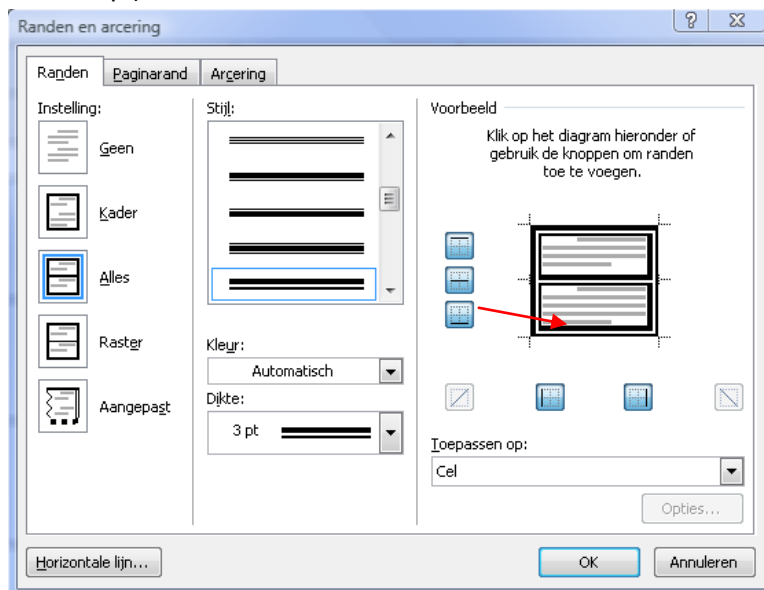 Randen en arcering
Randen Paginarand Arcering
Instelling:
Geen
Kader
Alles
Raster
Aangepast
Stijl:
Kleur:
Automatisch
Dikte:
3 pt
Voorbeeld
Klik op het diagram hieronder of
gebruik de knoppen om randen
toe te voegen.
Toepassen op:
Cel
Opties...
Horizontale lijn...
OK Annuleren